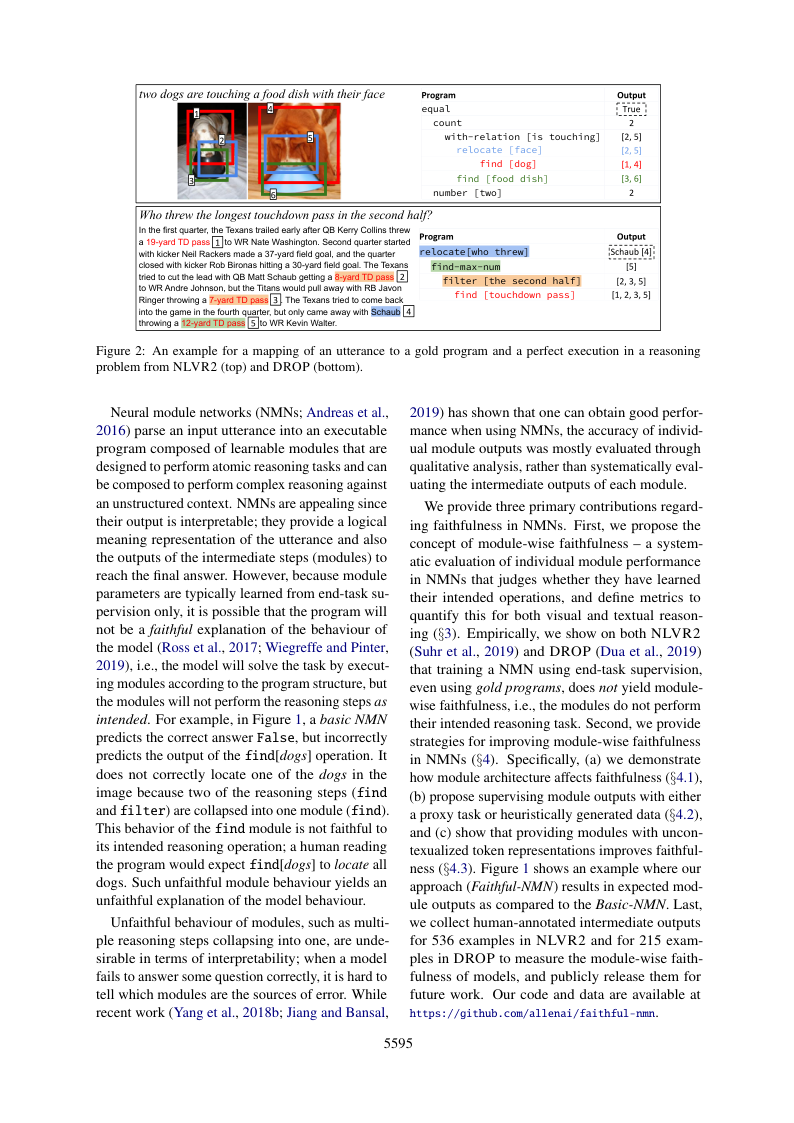 two dogs are touching a food dish with their face
1
2
3
4
5
6
Program Output
equal True
count 2
with-relation [is touching] [2, 5]
relocate [face] [2, 5]
find [dog] [1, 4]
find [food dish] [3, 6]
number [two] 2
Who threw the longest touchdown pass in the second half?
In the first quarter, the Texans trailed early after QB Kerry Collins threw
a 19-yard TD pass 1 to WR Nate Washington. Second quarter started
with kicker Neil Rackers made a 37-yard field goal, and the quarter
closed with kicker Rob Bironas hitting a 30-yard field goal. The Texans
tried to cut the lead with QB Matt Schaub getting a 8-yard TD pass 2
to WR Andre Johnson, but the Titans would pull away with RB Javon
Ringer throwing a 7-yard TD pass 3. The Texans tried to come back
into the game in the fourth quarter, but only came away with Schaub 4
throwing a 12-yard TD pass 5 to WR Kevin Walter.
Program Output
relocate[who threw] Schaub [4]
find-max-num [5]
filter [the second half] [2, 3, 5]
find [touchdown pass] [1, 2, 3, 5]
Figure 2: An example for a mapping of an utterance to a gold program and a perfect execution in a reasoning
problem from NLVR2 (top) and DROP (bottom).
Neural module networks (NMNs; Andreas et al.,
2016) parse an input utterance into an executable
program composed of learnable modules that are
designed to perform atomic reasoning tasks and can
be composed to perform complex reasoning against
an unstructured context. NMNs are appealing since
their output is interpretable; they provide a logical
meaning representation of the utterance and also
the outputs of the intermediate steps (modules) to
reach the final answer. However, because module
parameters are typically learned from end-task su-
pervision only, it is possible that the program will
not be a faithful explanation of the behaviour of
the model (Ross et al., 2017; Wiegreffe and Pinter,
2019), i.e., the model will solve the task by execut-
ing modules according to the program structure, but
the modules will not perform the reasoning steps as
intended. For example, in Figure 1, a basic NMN
predicts the correct answer False, but incorrectly
predicts the output of the find[dogs] operation. It
does not correctly locate one of the dogs in the
image because two of the reasoning steps (find
and filter) are collapsed into one module (find).
This behavior of the find module is not faithful to
its intended reasoning operation; a human reading
the program would expect find[dogs] to locate all
dogs. Such unfaithful module behaviour yields an
unfaithful explanation of the model behaviour.
Unfaithful behaviour of modules, such as multi-
ple reasoning steps collapsing into one, are unde-
sirable in terms of interpretability; when a model
fails to answer some question correctly, it is hard to
tell which modules are the sources of error. While
recent work (Yang et al., 2018b; Jiang and Bansal,
2019) has shown that one can obtain good perfor-
mance when using NMNs, the accuracy of individ-
ual module outputs was mostly evaluated through
qualitative analysis, rather than systematically eval-
uating the intermediate outputs of each module.
We provide three primary contributions regard-
ing faithfulness in NMNs. First, we propose the
concept of module-wise faithfulness – a system-
atic evaluation of individual module performance
in NMNs that judges whether they have learned
their intended operations, and define metrics to
quantify this for both visual and textual reason-
ing (§3). Empirically, we show on both NLVR2
(Suhr et al., 2019) and DROP (Dua et al., 2019)
that training a NMN using end-task supervision,
even using gold programs, does not yield module-
wise faithfulness, i.e., the modules do not perform
their intended reasoning task. Second, we provide
strategies for improving module-wise faithfulness
in NMNs (§4). Specifically, (a) we demonstrate
how module architecture affects faithfulness (§4.1),
(b) propose supervising module outputs with either
a proxy task or heuristically generated data (§4.2),
and (c) show that providing modules with uncon-
texualized token representations improves faithful-
ness (§4.3). Figure 1 shows an example where our
approach (Faithful-NMN) results in expected mod-
ule outputs as compared to the Basic-NMN. Last,
we collect human-annotated intermediate outputs
for 536 examples in NLVR2 and for 215 exam-
ples in DROP to measure the module-wise faith-
fulness of models, and publicly release them for
future work. Our code and data are available at
https://github.com/allenai/faithful-nmn.
5595